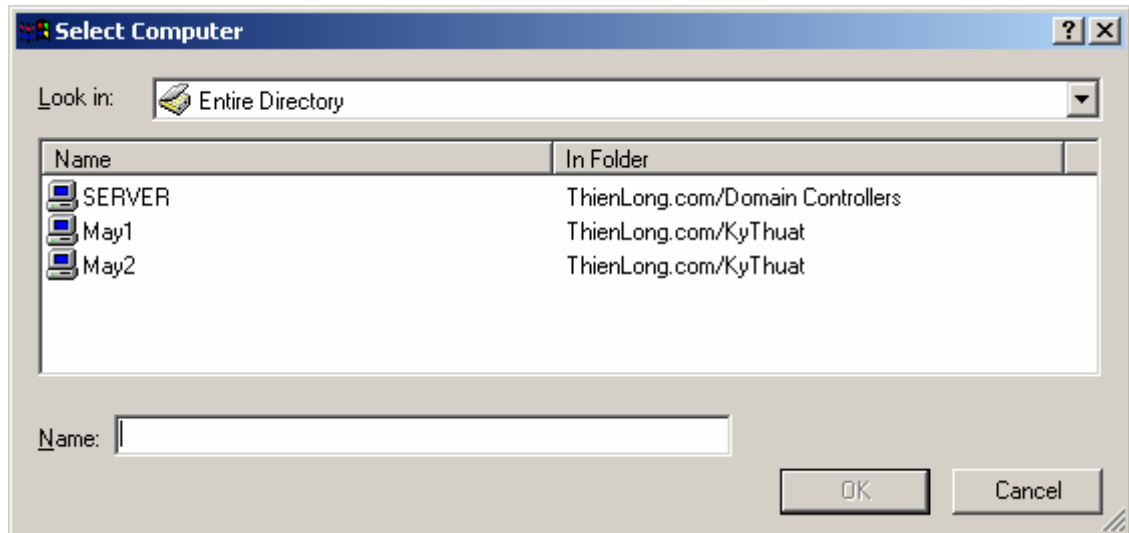 Select Computer
Look in: Entire Directory
Name In Folder
SERVER ThienLong.com/Domain Controllers
May1 ThienLong.com/KyThuat
May2 ThienLong.com/KyThuat
Name:
OK Cancel